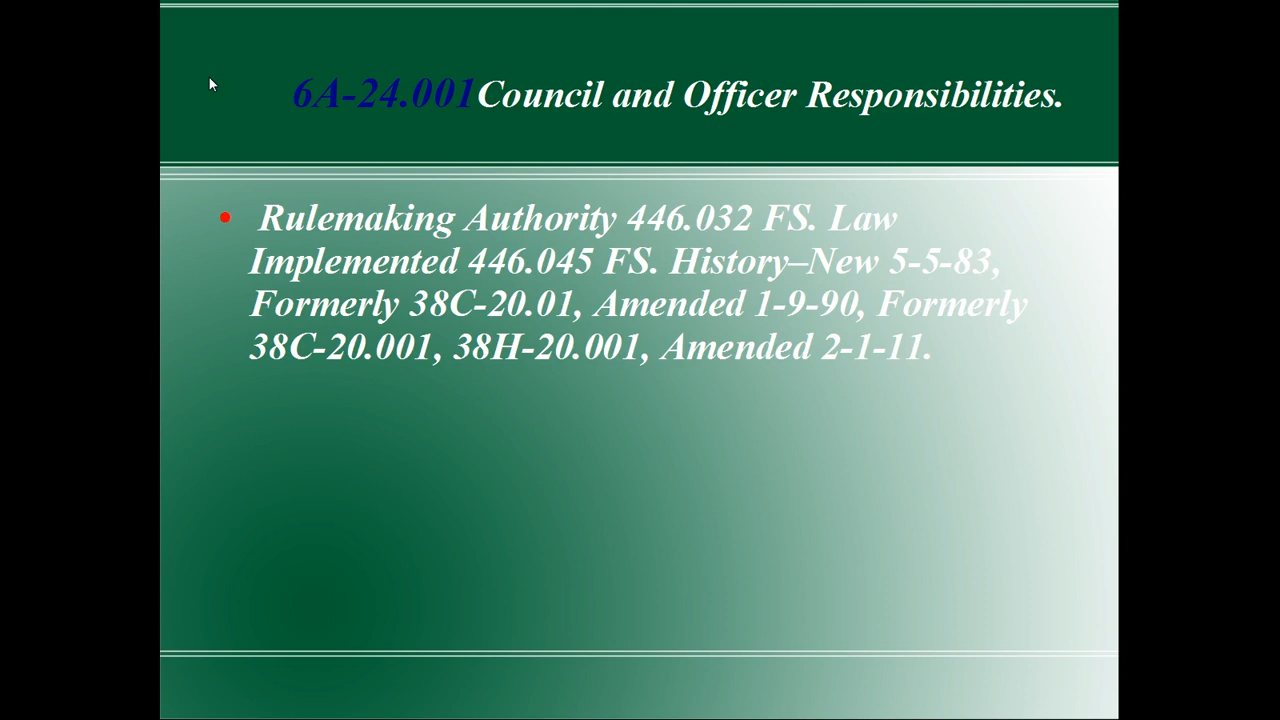 6A-24.001Council and Officer Responsibilities.
• Rulemaking Authority 446.032 FS. Law
Implemented 446.045 FS. History–New 5-5-83,
Formerly 38C-20.01, Amended 1-9-90, Formerly
38C-20.001, 38H-20.001, Amended 2-1-11.